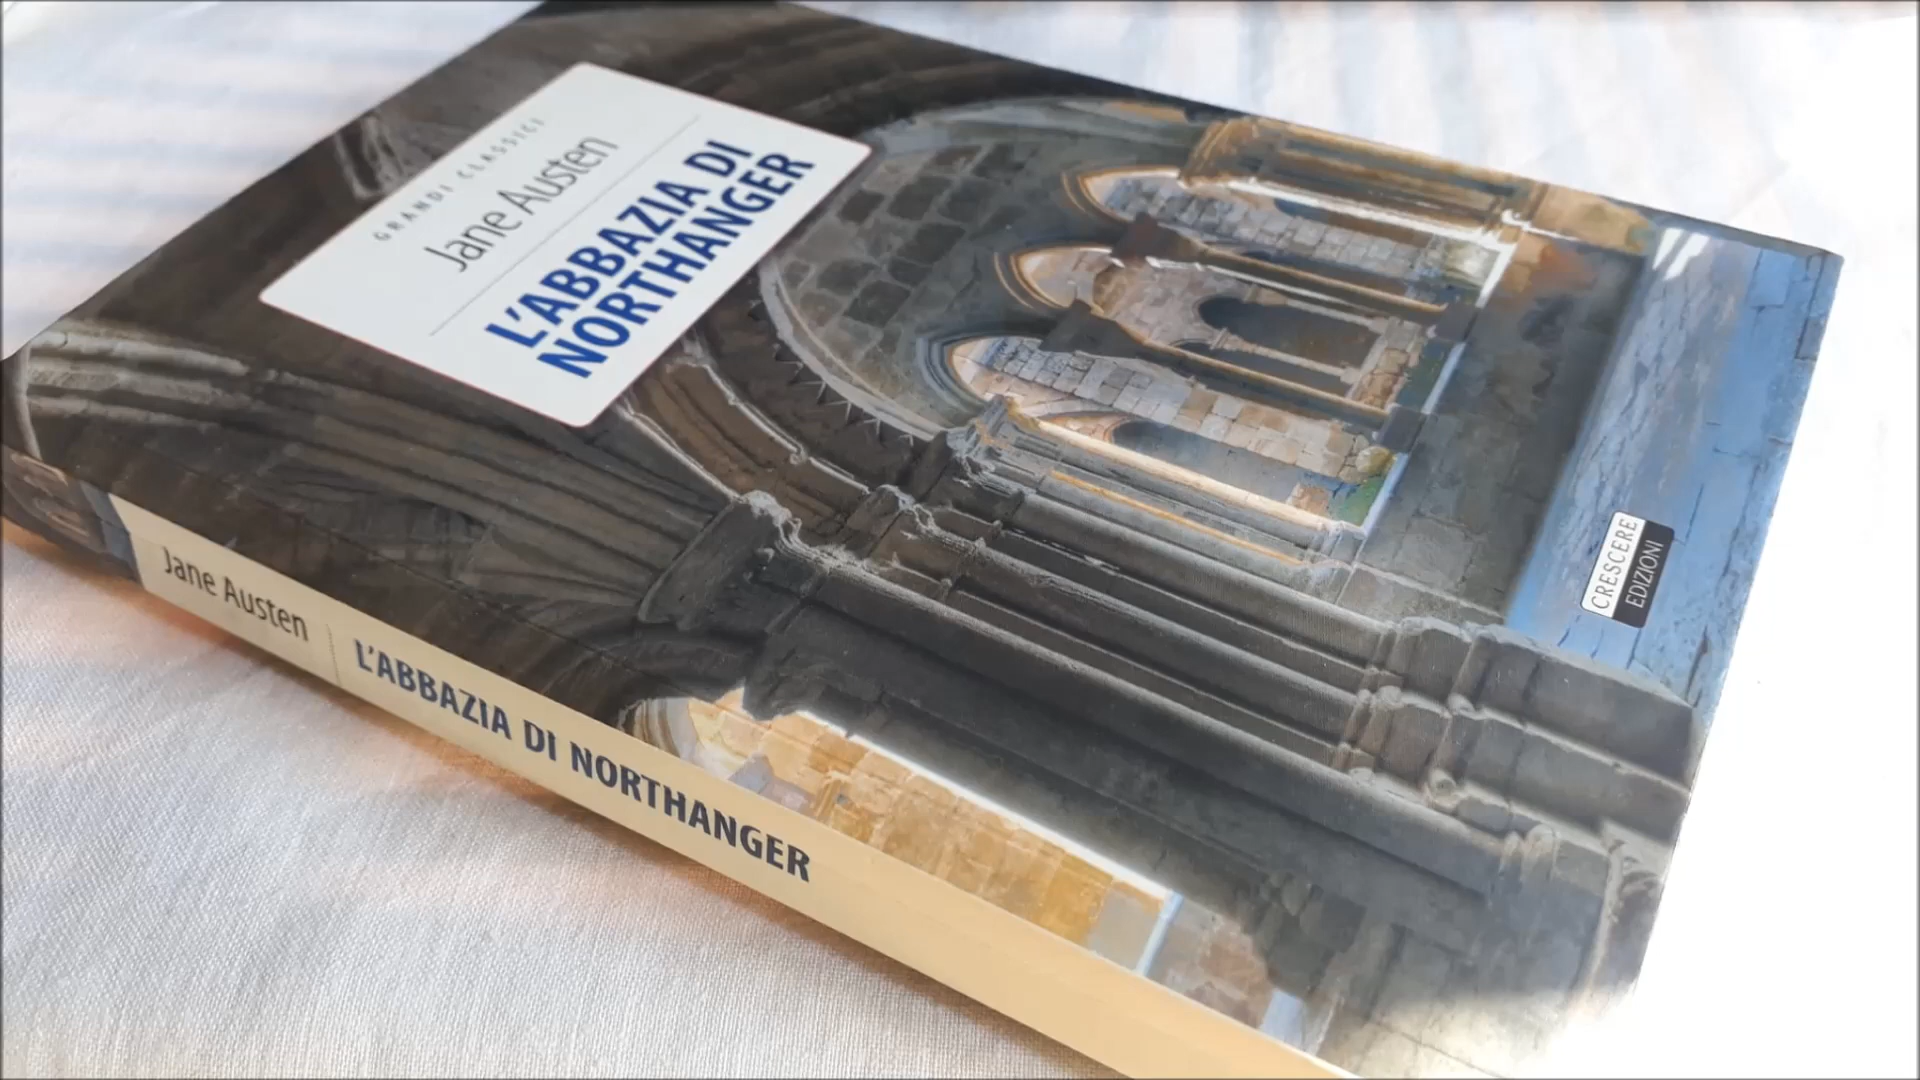 GRANDI CLASSICI
Jane Austen
L'ABBAZIA DI
NORTHANGER
CRESCERE
EDIZIONI
Jane Austen
L'ABBAZIA DI NORTHANGER